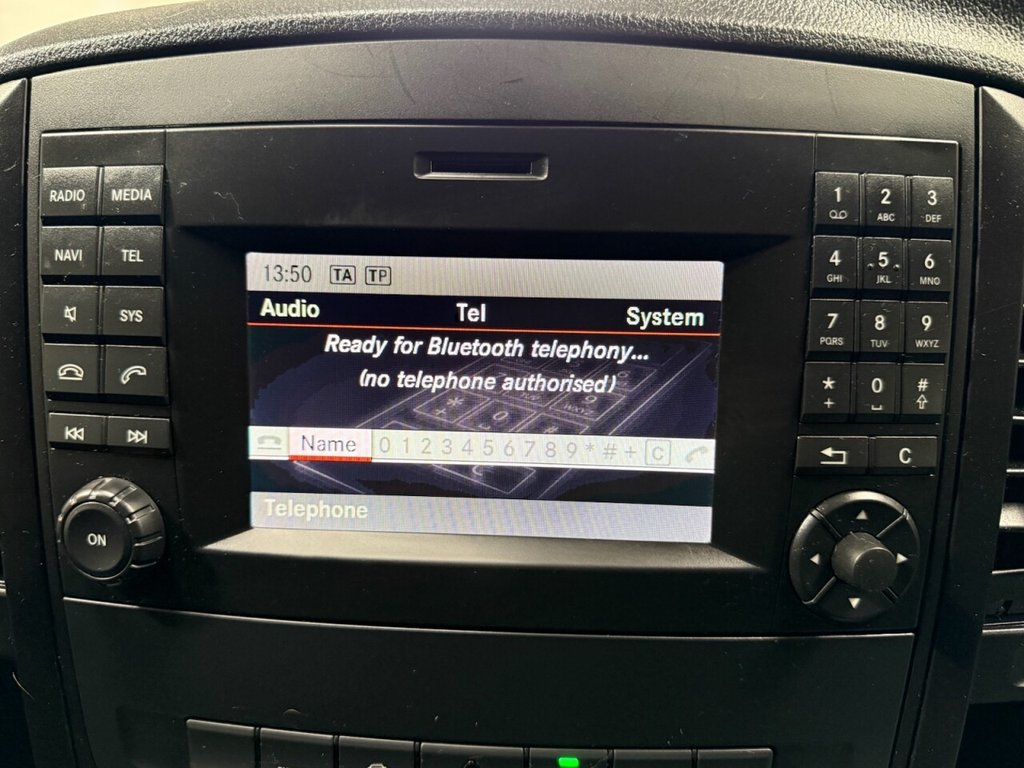 RADIO MEDIA
NAVI TEL
SYS
ON
13:50 TA TP
Audio Tel System
Ready for Bluetooth telephony...
(no telephone authorised)
Name 0 1 2 3 4 5 6 7 8 9 * # + C
Telephone
1 2 3
ABC DEF
4 5 6
GHI JKL MNO
7 8 9
PQRS TUV WXYZ
* 0 #
+
C